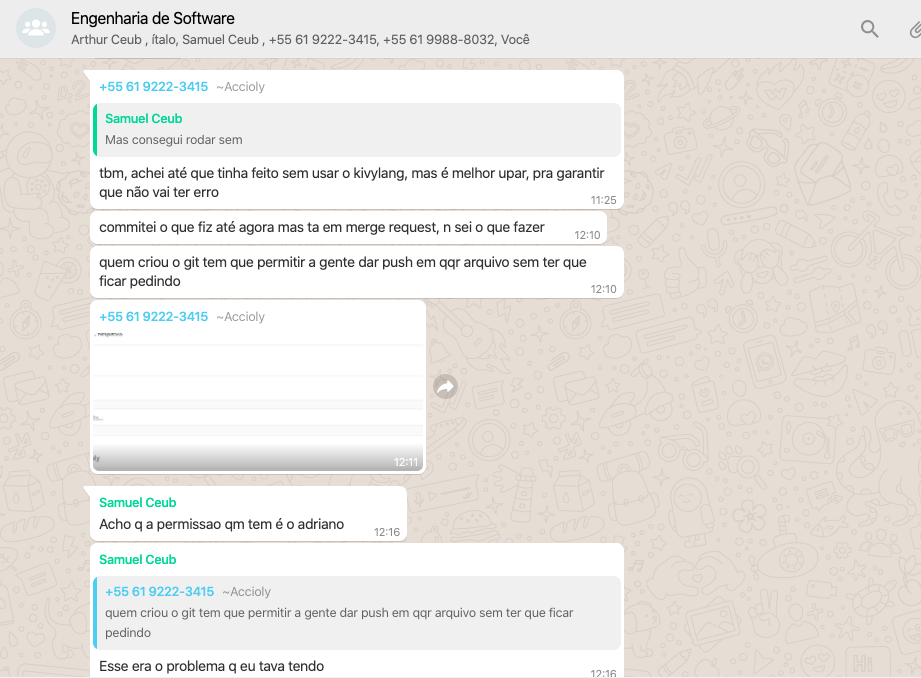 Engenharia de Software
Arthur Ceub , ítalo, Samuel Ceub , +55 61 9222-3415, +55 61 9988-8032, Você
+55 61 9222-3415 ~Accioly
Samuel Ceub
Mas consegui rodar sem
tbm, achei até que tinha feito sem usar o kivylang, mas é melhor upar, pra garantir
que não vai ter erro
11:25
commitei o que fiz até agora mas ta em merge request, n sei o que fazer
12:10
quem criou o git tem que permitir a gente dar push em qqr arquivo sem ter que
ficar pedindo
12:10
+55 61 9222-3415 ~Accioly
12:11
Samuel Ceub
Acho q a permissao qm tem é o adriano
12:16
Samuel Ceub
+55 61 9222-3415 ~Accioly
quem criou o git tem que permitir a gente dar push em qqr arquivo sem ter que ficar
pedindo
Esse era o problema q eu tava tendo
12:16